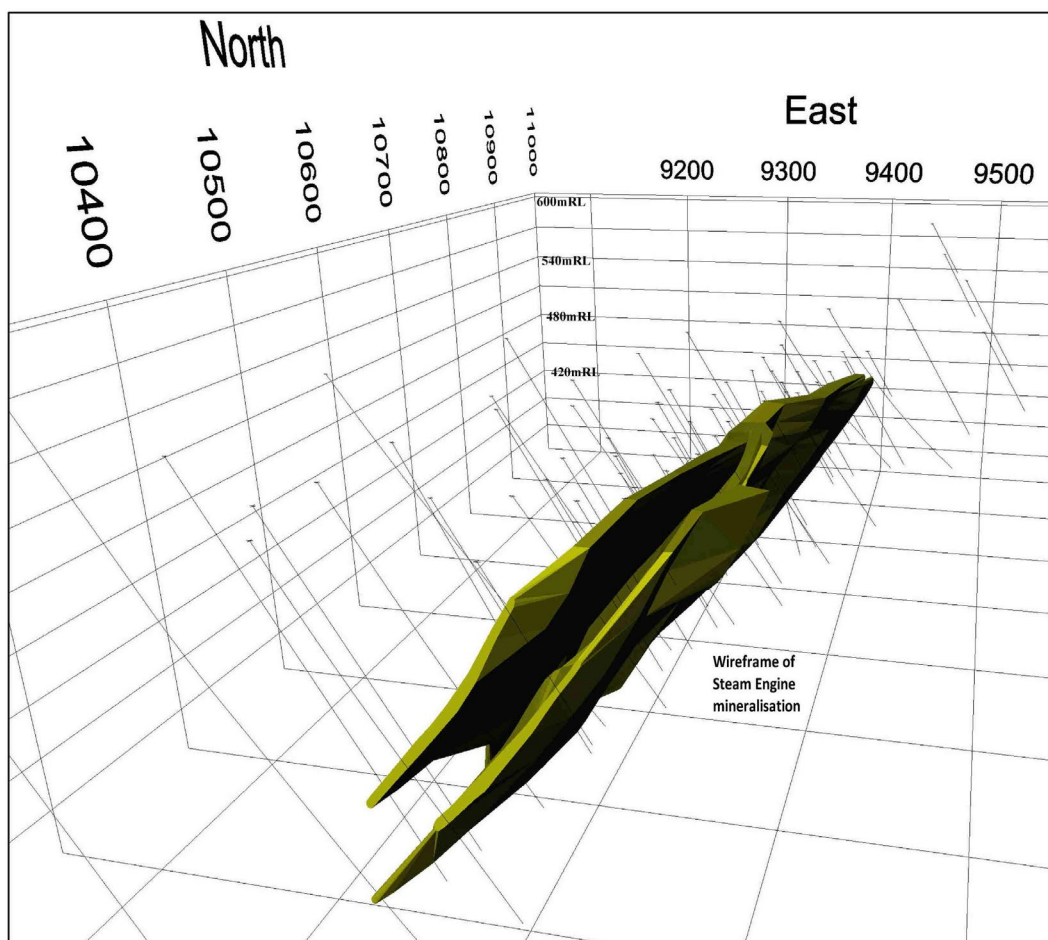 North
East
10400
10500
10600
10700
10800
10900
11000
9200
9300
9400
9500
600mRL
540mRL
480mRL
420mRL
Wireframe of
Steam Engine
mineralisation